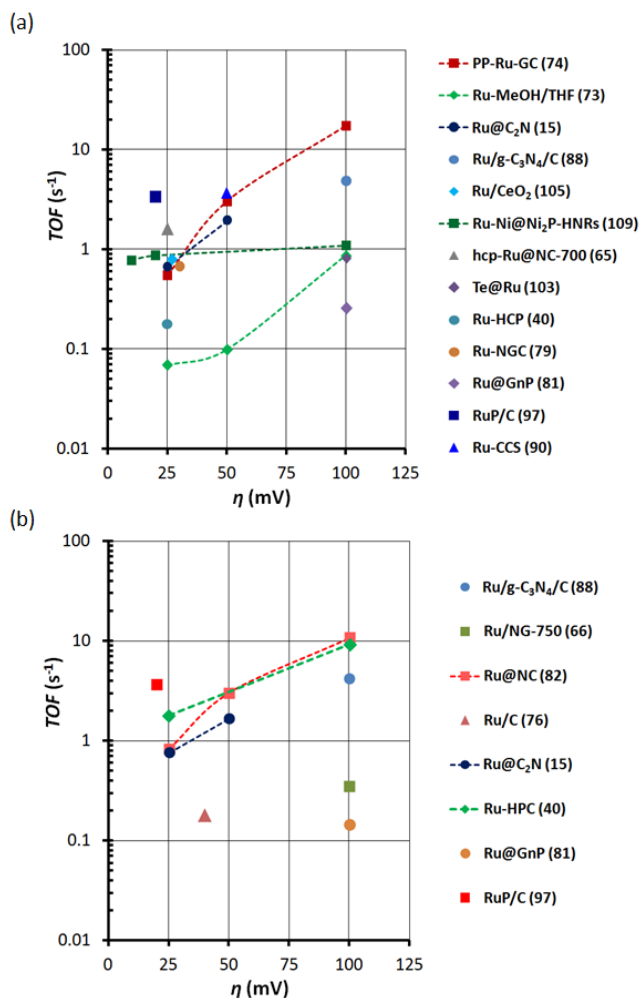 (a)
TOF (s⁻¹)
100
10
1
0.1
0.01
0 25 50 75 100 125
η (mV)
PP-Ru-GC (74)
Ru-MeOH/THF (73)
Ru@C₂N (15)
Ru/g-C₃N₄/C (88)
Ru/CeO₂ (105)
Ru-Ni@Ni₂P-HNRs (109)
hcp-Ru@NC-700 (65)
Te@Ru (103)
Ru-HCP (40)
Ru-NGC (79)
Ru@GnP (81)
RuP/C (97)
Ru-CCS (90)
(b)
TOF (s⁻¹)
100
10
1
0.1
0.01
0 25 50 75 100 125
η (mV)
Ru/g-C₃N₄/C (88)
Ru/NG-750 (66)
Ru@NC (82)
Ru/C (76)
Ru@C₂N (15)
Ru-HPC (40)
Ru@GnP (81)
RuP/C (97)